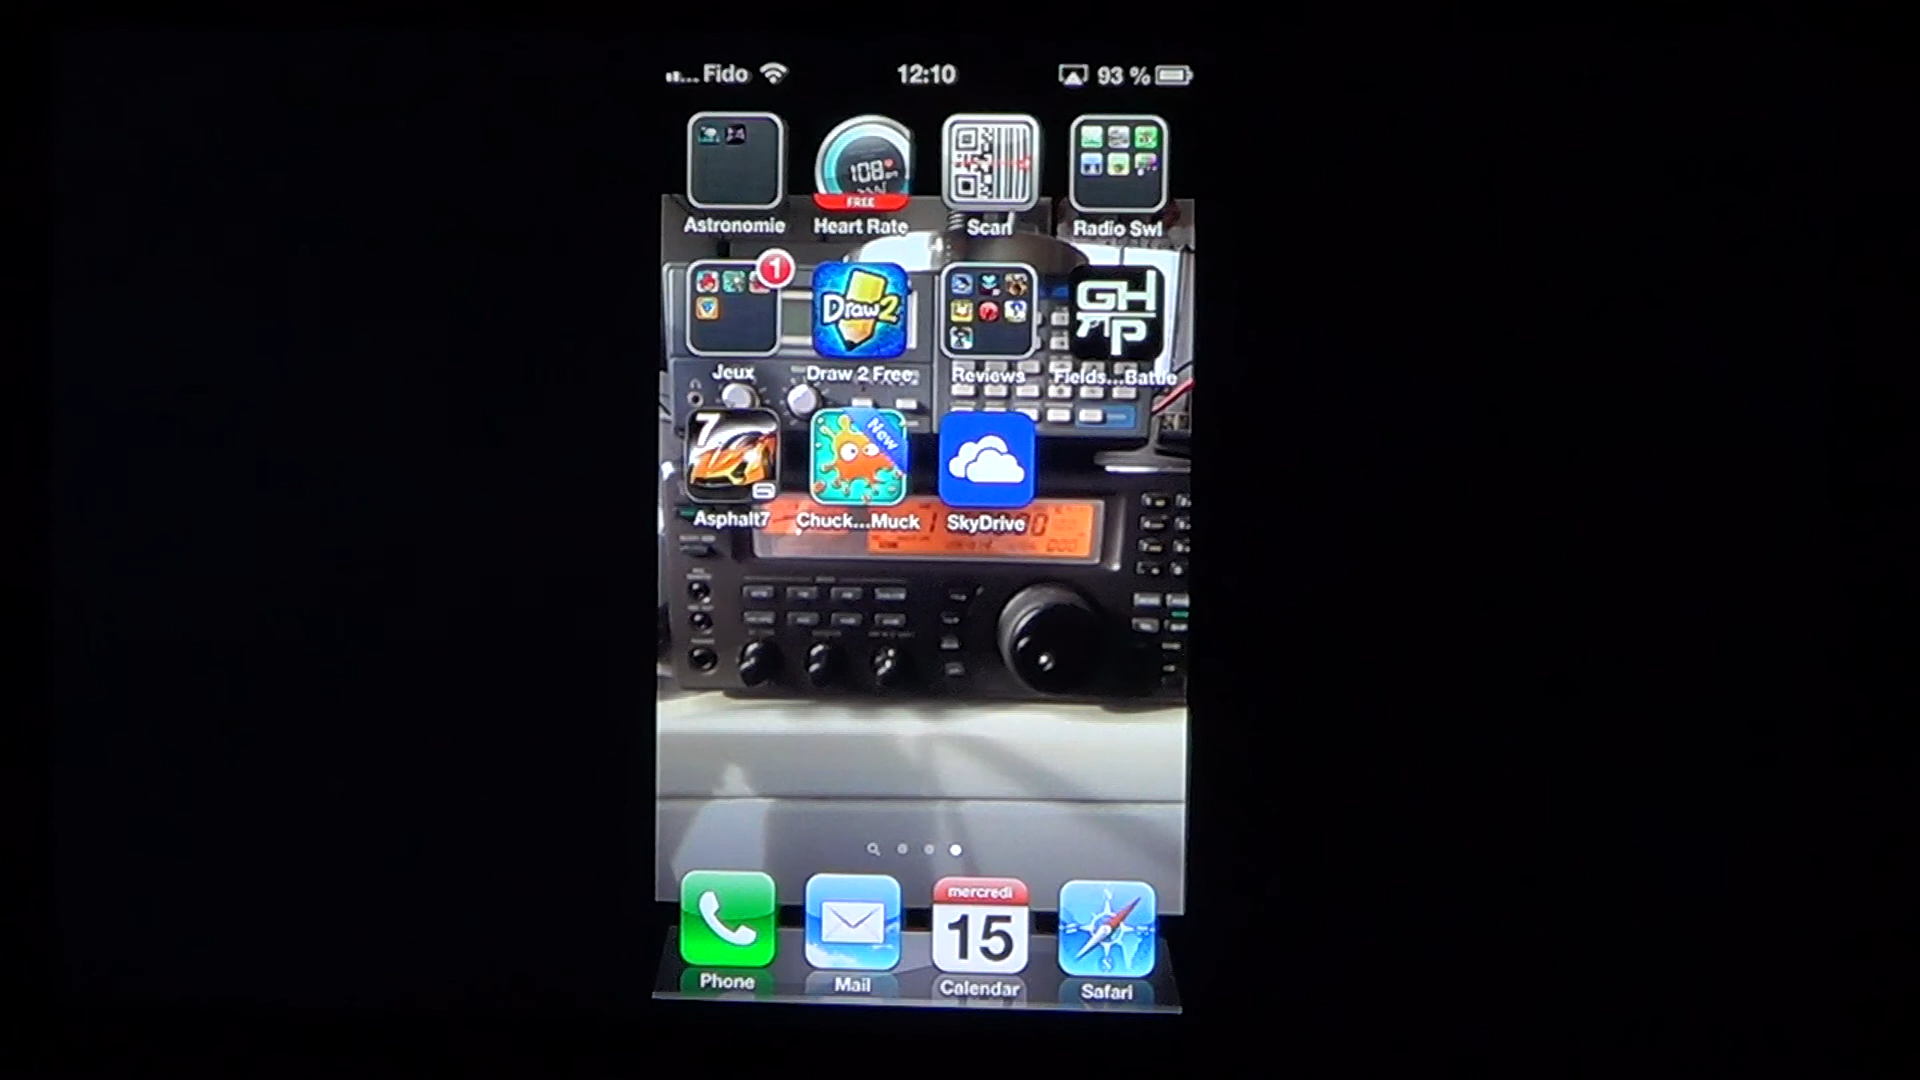 Fido 12:10 93 %
108
FREE
Astronomie Heart Rate Scan Radio Swl
1
Draw2
GH
P
Jeux Draw 2 Free Reviews Fields...Battle
7
New
Asphalt7 Chuck...Muck SkyDrive
mercredi
15
N
S
Phone Mail Calendar Safari